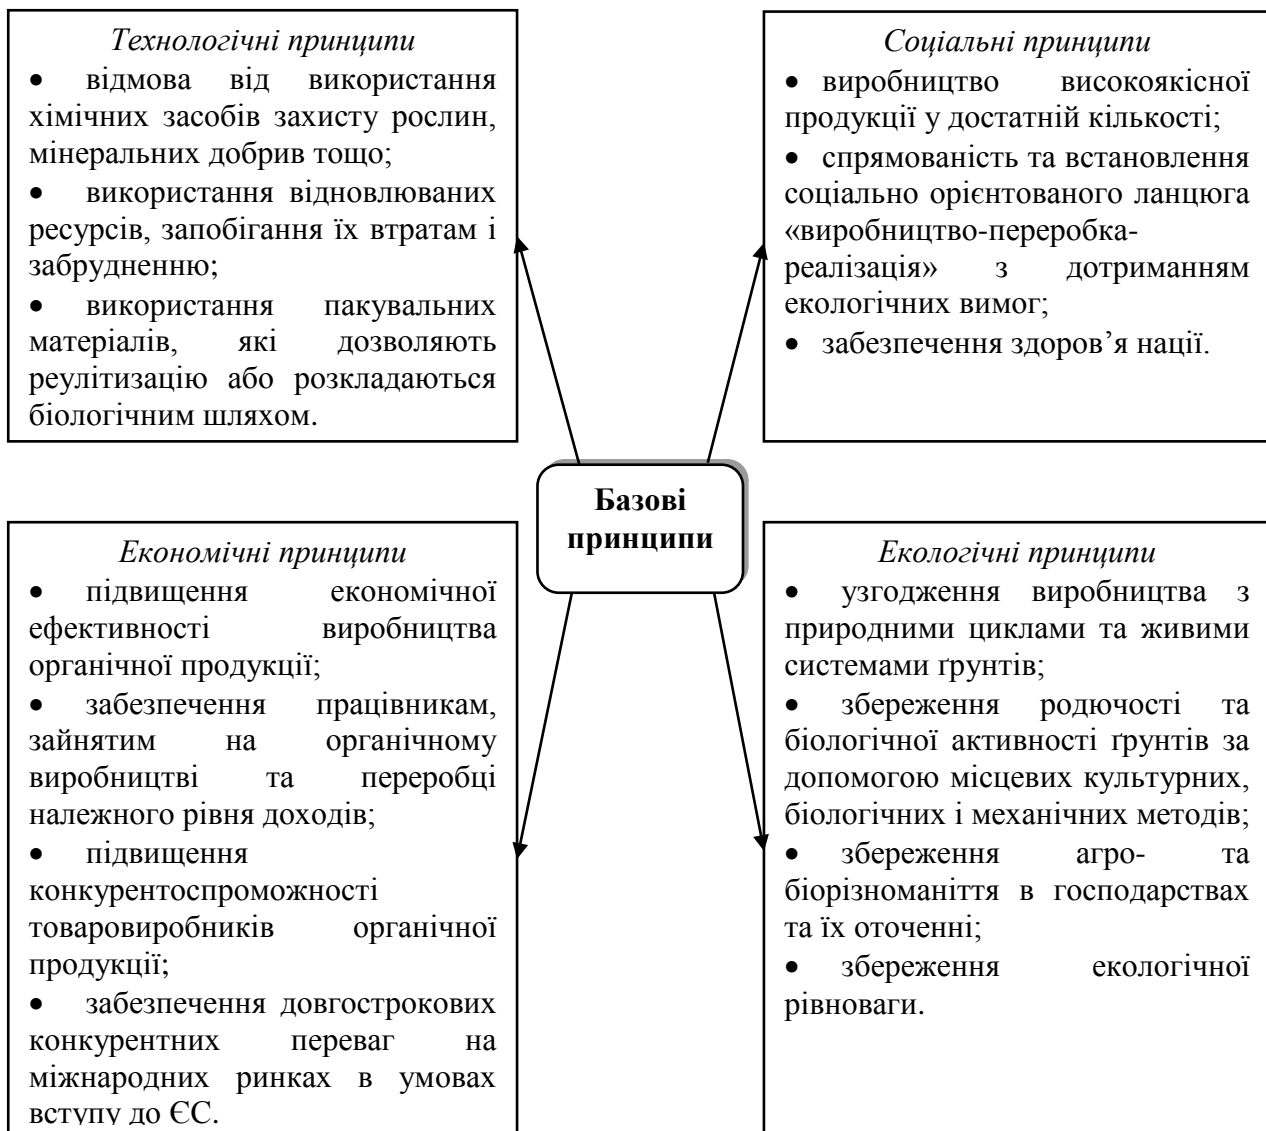 Технологічні принципи
• відмова від використання
хімічних засобів захисту рослин,
мінеральних добрив тощо;
• використання відновлюваних
ресурсів, запобігання їх втратам і
забрудненню;
• використання пакувальних
матеріалів, які дозволяють
реулітизацію або розкладаються
біологічним шляхом.
Соціальні принципи
• виробництво високоякісної
продукції у достатній кількості;
• спрямованість та встановлення
соціально орієнтованого ланцюга
«виробництво-переробка-
реалізація» з дотриманням
екологічних вимог;
• забезпечення здоров’я нації.
Базові
принципи
Економічні принципи
• підвищення економічної
ефективності виробництва
органічної продукції;
• забезпечення працівникам,
зайнятим на органічному
виробництві та переробці
належного рівня доходів;
• підвищення
конкурентоспроможності
товаровиробників органічної
продукції;
• забезпечення довгострокових
конкурентних переваг на
міжнародних ринках в умовах
вступу до ЄС.
Екологічні принципи
• узгодження виробництва з
природними циклами та живими
системами ґрунтів;
• збереження родючості та
біологічної активності ґрунтів за
допомогою місцевих культурних,
біологічних і механічних методів;
• збереження агро- та
біорізноманіття в господарствах
та їх оточенні;
• збереження екологічної
рівноваги.